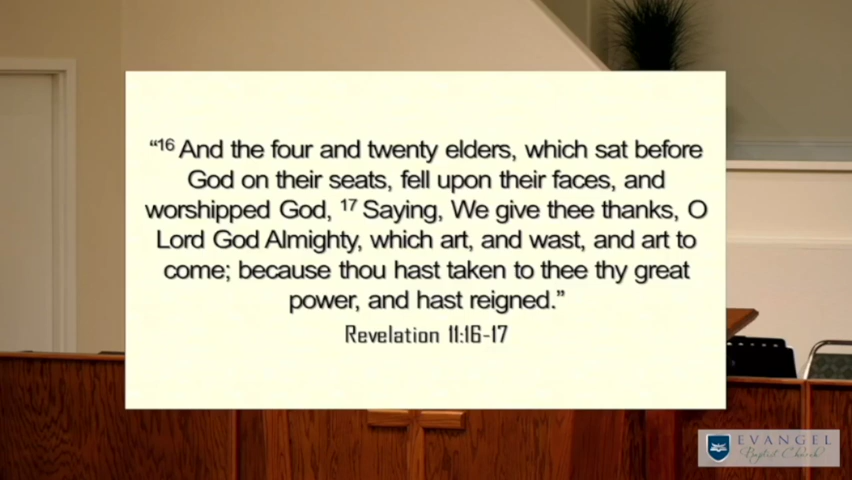 “16 And the four and twenty elders, which sat before
God on their seats, fell upon their faces, and
worshipped God, 17 Saying, We give thee thanks, O
Lord God Almighty, which art, and wast, and art to
come; because thou hast taken to thee thy great
power, and hast reigned.”
Revelation 11:16-17
EVANGEL
Baptist Church